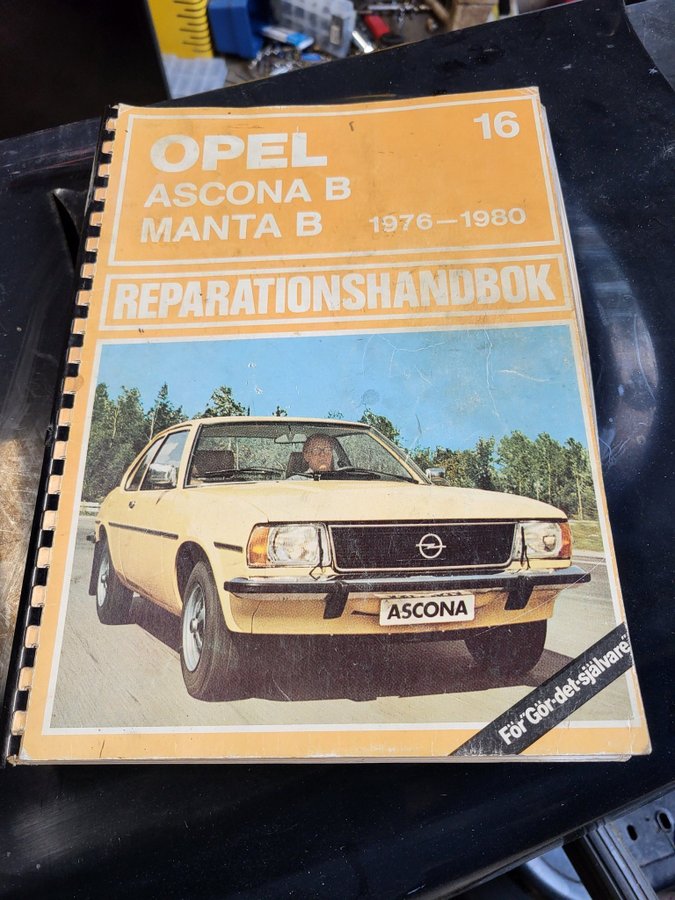 16
OPEL
ASCONA B
MANTA B 1976—1980
REPARATIONSHANDBOK
ASCONA
För "Gör-det-självare"